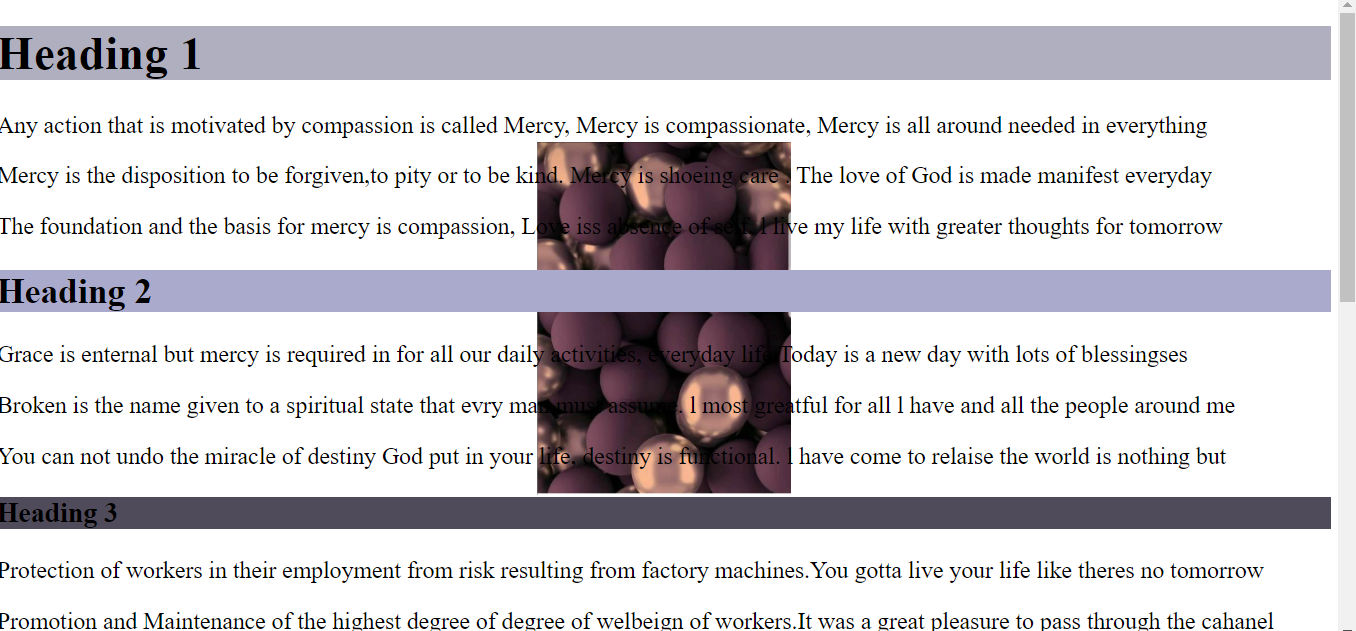 Heading 1
Any action that is motivated by compassion is called Mercy, Mercy is compassionate, Mercy is all around needed in everything
Mercy is the disposition to be forgiven,to pity or to be kind. Mercy is shoeing care . The love of God is made manifest everyday
The foundation and the basis for mercy is compassion, Love iss absence of self. l live my life with greater thoughts for tomorrow
Heading 2
Grace is enternal but mercy is required in for all our daily activities, everyday life Today is a new day with lots of blessingses
Broken is the name given to a spiritual state that evry man must assume. l most greatful for all l have and all the people around me
You can not undo the miracle of destiny God put in your life. destiny is functional. l have come to relaise the world is nothing but
Heading 3
Protection of workers in their employment from risk resulting from factory machines.You gotta live your life like theres no tomorrow
Promotion and Maintenance of the highest degree of degree of welbeign of workers.It was a great pleasure to pass through the cahanel